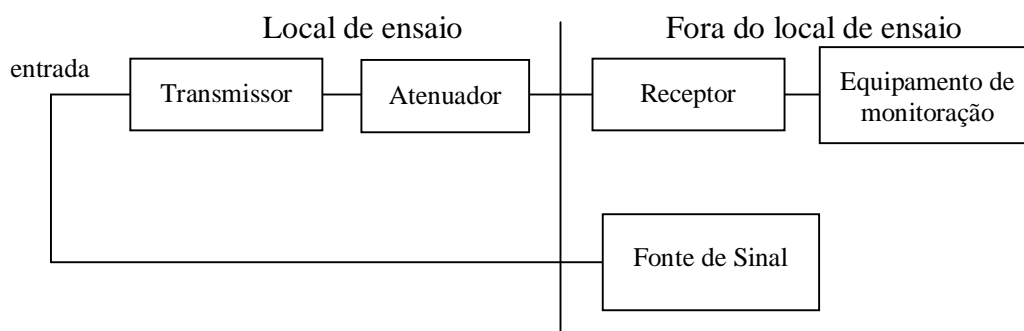 Local de ensaio
Fora do local de ensaio
entrada
Transmissor
Atenuador
Receptor
Equipamento de
monitoração
Fonte de Sinal